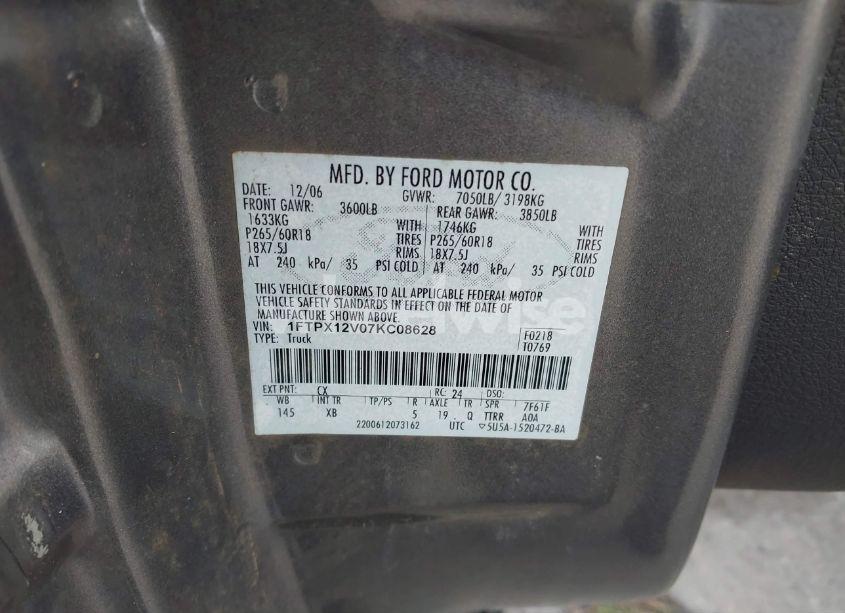 MFD. BY FORD MOTOR CO.
DATE: 12/06 GVWR: 7050LB/ 3198KG
FRONT GAWR: 3600LB REAR GAWR: 3850LB
1633KG WITH 1746KG WITH
P265/60R18 TIRES P265/60R18 TIRES
18X7.5J RIMS 18X7.5J RIMS
AT 240 kPa/ 35 PSI COLD AT 240 kPa/ 35 PSI COLD
THIS VEHICLE CONFORMS TO ALL APPLICABLE FEDERAL MOTOR
VEHICLE SAFETY STANDARDS IN EFFECT ON THE DATE OF
MANUFACTURE SHOWN ABOVE.
VIN: 1FTPX12V07KC08628 F0218
TYPE: Truck T0769
EXT PNT: CX RC: 24 DSO:
WB INT TR TP/PS R AXLE TR SPR 7F61F
145 XB 5 19 Q TTRR A0A
2200612073162 UTC ▽5U5A-1520472-BA